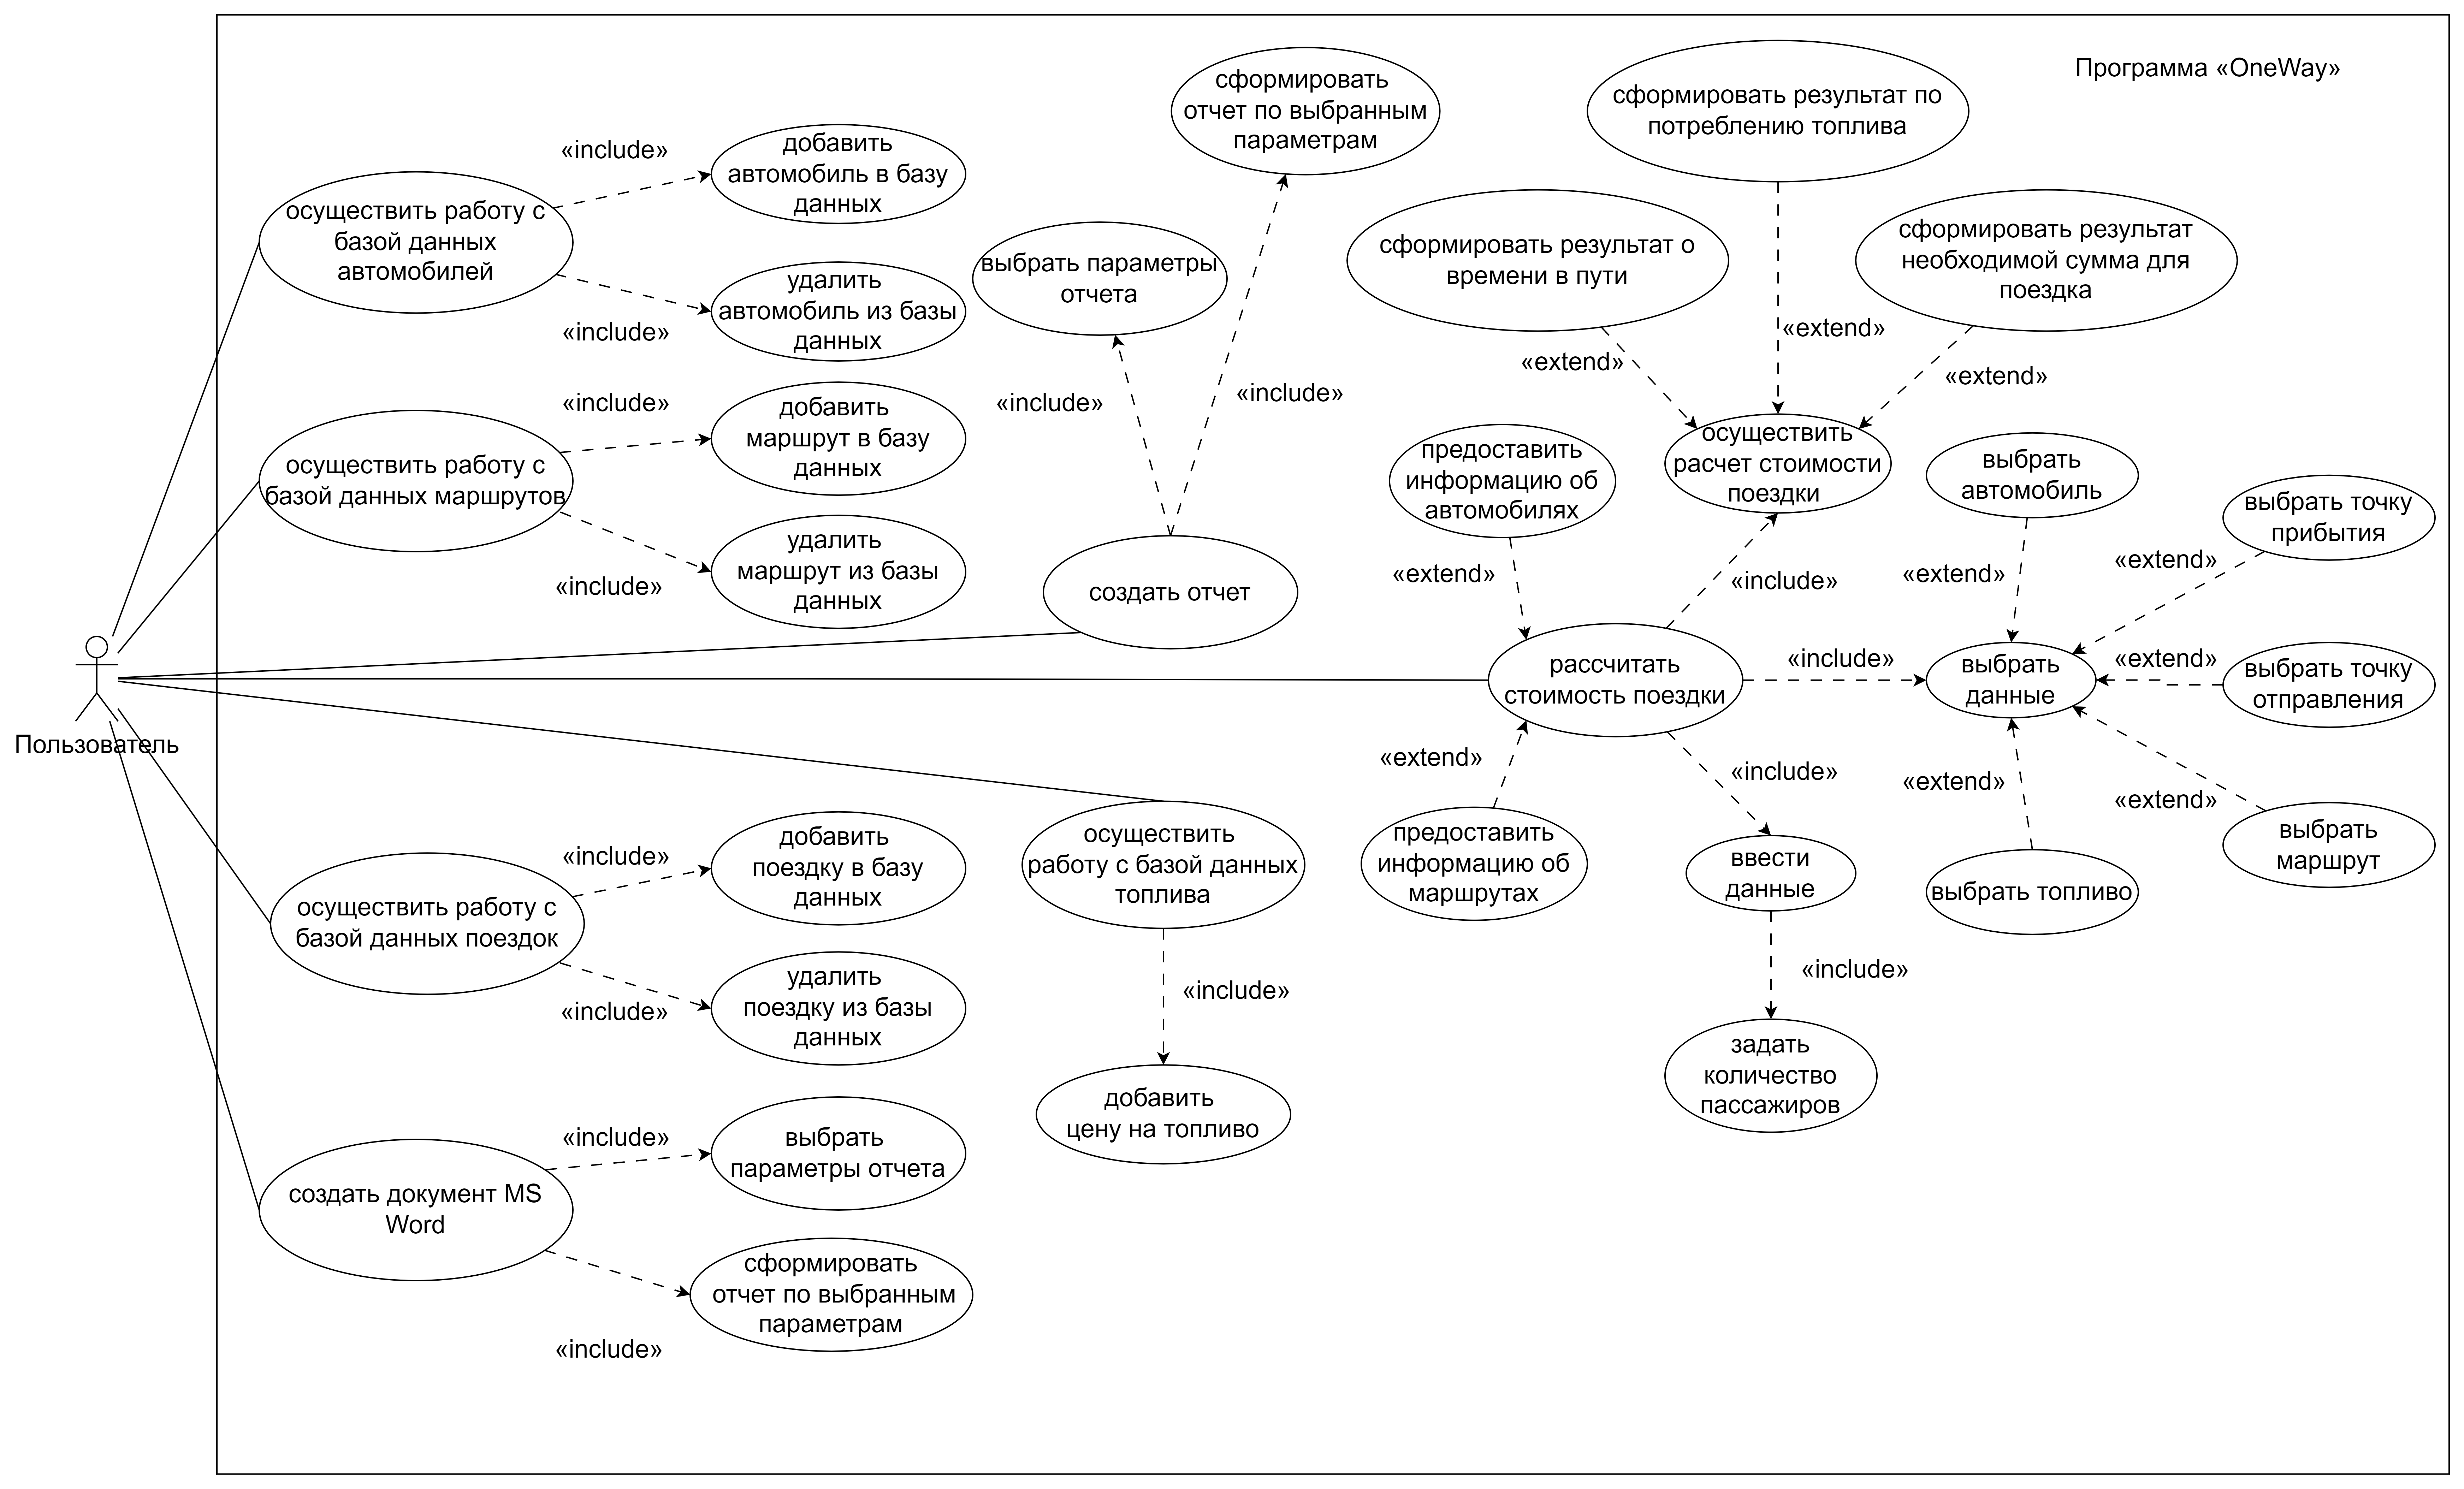 Программа «OneWay»
Пользователь
осуществить работу с
базой данных
автомобилей
«include»
добавить
автомобиль в базу
данных
«include»
удалить
автомобиль из базы
данных
осуществить работу с
базой данных маршрутов
«include»
добавить
маршрут в базу
данных
«include»
удалить
маршрут из базы
данных
выбрать параметры
отчета
«include»
сформировать
отчет по выбранным
параметрам
«include»
создать отчет
сформировать результат по
потреблению топлива
сформировать результат о
времени в пути
сформировать результат
необходимой сумма для
поездка
«extend»
«extend»
«extend»
осуществить
расчет стоимости
поездки
предоставить
информацию об
автомобилях
«extend»
«include»
рассчитать
стоимость поездки
«include»
выбрать
данные
выбрать
автомобиль
«extend»
выбрать точку
прибытия
«extend»
«extend»
выбрать точку
отправления
«extend»
выбрать
маршрут
«extend»
выбрать топливо
«extend»
предоставить
информацию об
маршрутах
«include»
ввести
данные
«include»
задать
количество
пассажиров
осуществить
работу с базой данных
топлива
«include»
добавить
цену на топливо
осуществить работу с
базой данных поездок
«include»
добавить
поездку в базу
данных
«include»
удалить
поездку из базы
данных
создать документ MS
Word
«include»
выбрать
параметры отчета
«include»
сформировать
отчет по выбранным
параметрам